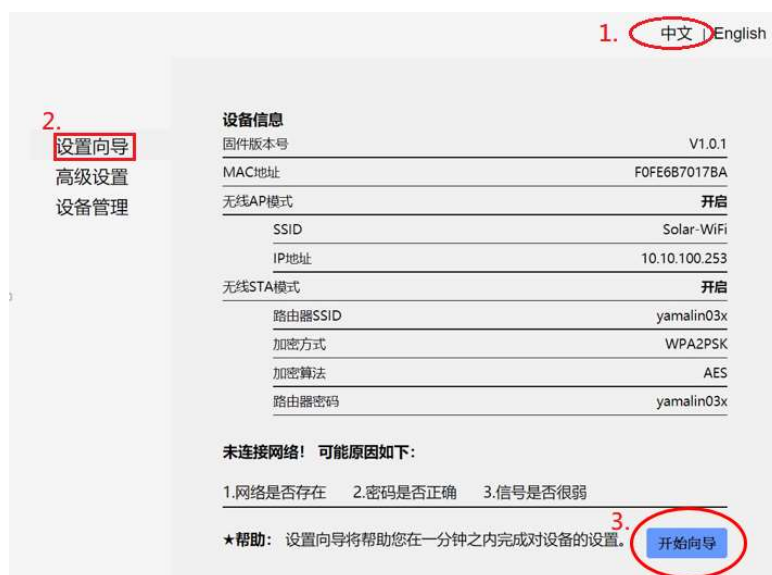 1. 中文 | English
2.
设置向导
高级设置
设备管理
设备信息
固件版本号 V1.0.1
MAC地址 F0FE6B7017BA
无线AP模式 开启
SSID Solar-WiFi
IP地址 10.10.100.253
无线STA模式 开启
路由器SSID yamalin03x
加密方式 WPA2PSK
加密算法 AES
路由器密码 yamalin03x
未连接网络！ 可能原因如下：
1.网络是否存在 2.密码是否正确 3.信号是否很弱
3.
★帮助： 设置向导将帮助您在一分钟之内完成对设备的设置。 开始向导